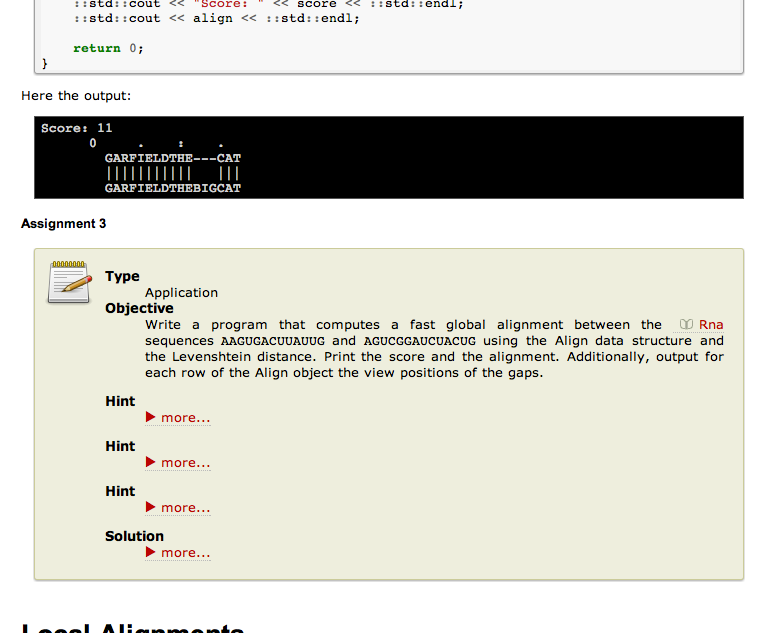 ::std::cout << "Score: " << score << ::std::endl;
::std::cout << align << ::std::endl;
return 0;
}
Here the output:
Score: 11
0     .    :    .
GARFIELDTHE---CAT
|||||||||||   |||
GARFIELDTHEBIGCAT
Assignment 3
Type
Application
Objective
Write a program that computes a fast global alignment between the Rna
sequences AAGUGACUUAUUG and AGUCGGAUCUACUG using the Align data structure and
the Levenshtein distance. Print the score and the alignment. Additionally, output for
each row of the Align object the view positions of the gaps.
Hint
more...
Hint
more...
Hint
more...
Solution
more...
Local Alignments